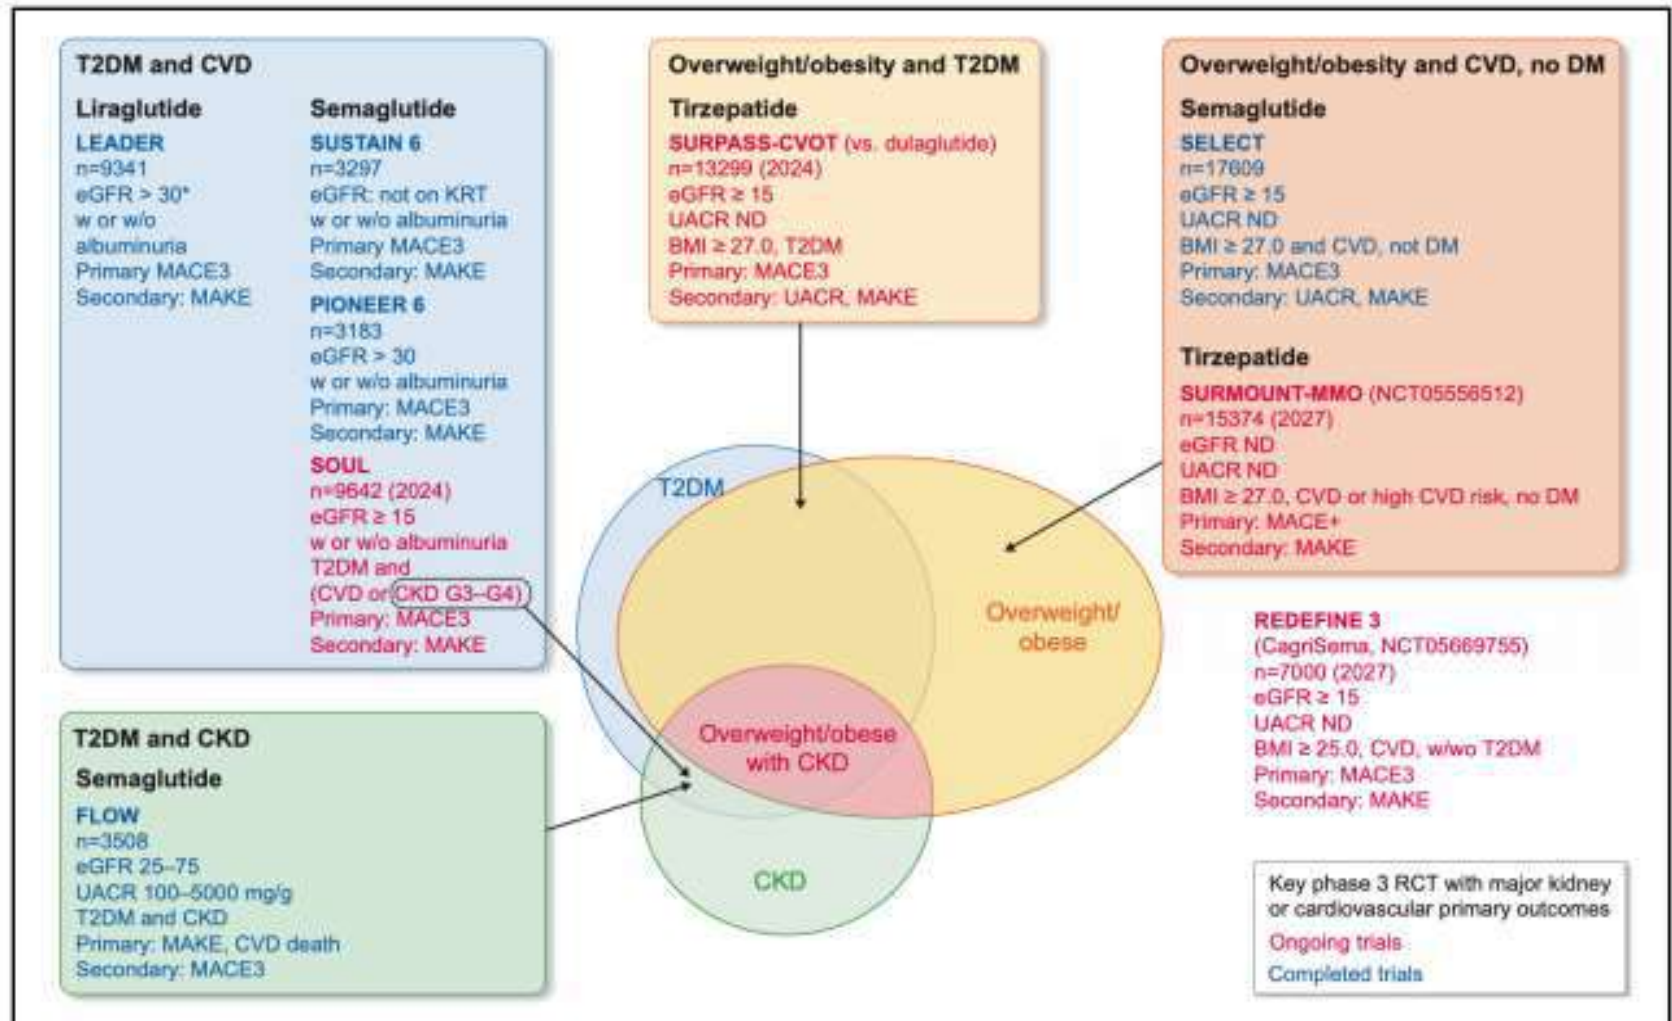 T2DM and CVD
Liraglutide
LEADER
n=9341
eGFR > 30*
w or w/o
albuminuria
Primary MACE3
Secondary: MAKE
Semaglutide
SUSTAIN 6
n=3297
eGFR: not on KRT
w or w/o albuminuria
Primary MACE3
Secondary: MAKE
PIONEER 6
n=3183
eGFR > 30
w or w/o albuminuria
Primary: MACE3
Secondary: MAKE
SOUL
n=9642 (2024)
eGFR ≥ 15
w or w/o albuminuria
T2DM and
(CVD or CKD G3–G4)
Primary: MACE3
Secondary: MAKE
Overweight/obesity and T2DM
Tirzepatide
SURPASS-CVOT (vs. dulaglutide)
n=13299 (2024)
eGFR ≥ 15
UACR ND
BMI ≥ 27.0, T2DM
Primary: MACE3
Secondary: UACR, MAKE
Overweight/obesity and CVD, no DM
Semaglutide
SELECT
n=17609
eGFR ≥ 15
UACR ND
BMI ≥ 27.0 and CVD, not DM
Primary: MACE3
Secondary: UACR, MAKE
Tirzepatide
SURMOUNT-MMO (NCT05556512)
n=15374 (2027)
eGFR ND
UACR ND
BMI ≥ 27.0, CVD or high CVD risk, no DM
Primary: MACE+
Secondary: MAKE
T2DM
Overweight/
obese
Overweight/obese
with CKD
CKD
REDEFINE 3
(CagriSema, NCT05669755)
n=7000 (2027)
eGFR ≥ 15
UACR ND
BMI ≥ 25.0, CVD, w/wo T2DM
Primary: MACE3
Secondary: MAKE
T2DM and CKD
Semaglutide
FLOW
n=3508
eGFR 25–75
UACR 100–5000 mg/g
T2DM and CKD
Primary: MAKE, CVD death
Secondary: MACE3
Key phase 3 RCT with major kidney
or cardiovascular primary outcomes
Ongoing trials
Completed trials